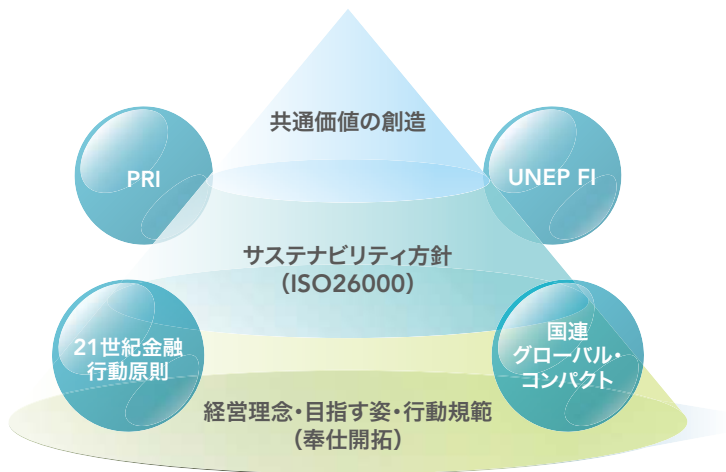 共通価値の創造
PRI
UNEP FI
サステナビリティ方針
(ISO26000)
21世紀金融
行動原則
国連
グローバル・
コンパクト
経営理念・目指す姿・行動規範
(奉仕開拓)